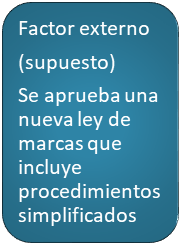 Factor externo
(supuesto)
Se aprueba una
nueva ley de
marcas que
incluye
procedimientos
simplificados